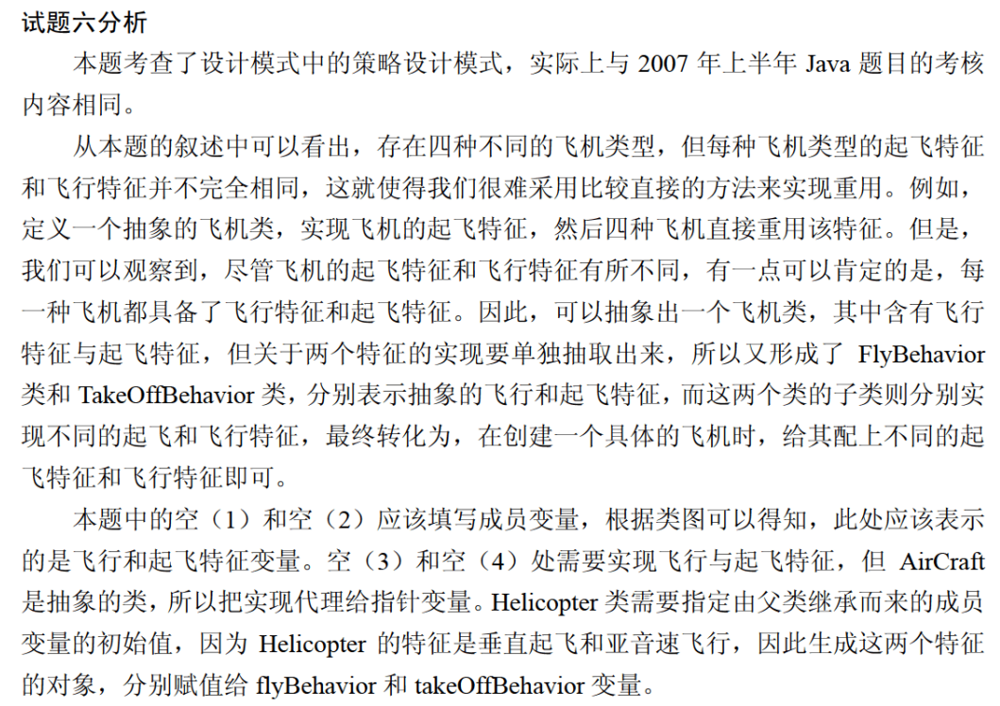 试题六分析
本题考查了设计模式中的策略设计模式，实际上与 2007 年上半年 Java 题目的考核
内容相同。
从本题的叙述中可以看出，存在四种不同的飞机类型，但每种飞机类型的起飞特征
和飞行特征并不完全相同，这就使得我们很难采用比较直接的方法来实现重用。例如，
定义一个抽象的飞机类，实现飞机的起飞特征，然后四种飞机直接重用该特征。但是，
我们可以观察到，尽管飞机的起飞特征和飞行特征有所不同，有一点可以肯定的是，每
一种飞机都具备了飞行特征和起飞特征。因此，可以抽象出一个飞机类，其中含有飞行
特征与起飞特征，但关于两个特征的实现要单独抽取出来，所以又形成了 FlyBehavior
类和 TakeOffBehavior 类，分别表示抽象的飞行和起飞特征，而这两个类的子类则分别实
现不同的起飞和飞行特征，最终转化为，在创建一个具体的飞机时，给其配上不同的起
飞特征和飞行特征即可。
本题中的空（1）和空（2）应该填写成员变量，根据类图可以得知，此处应该表示
的是飞行和起飞特征变量。空（3）和空（4）处需要实现飞行与起飞特征，但 AirCraft
是抽象的类，所以把实现代理给指针变量。Helicopter 类需要指定由父类继承而来的成员
变量的初始值，因为 Helicopter 的特征是垂直起飞和亚音速飞行，因此生成这两个特征
的对象，分别赋值给 flyBehavior 和 takeOffBehavior 变量。